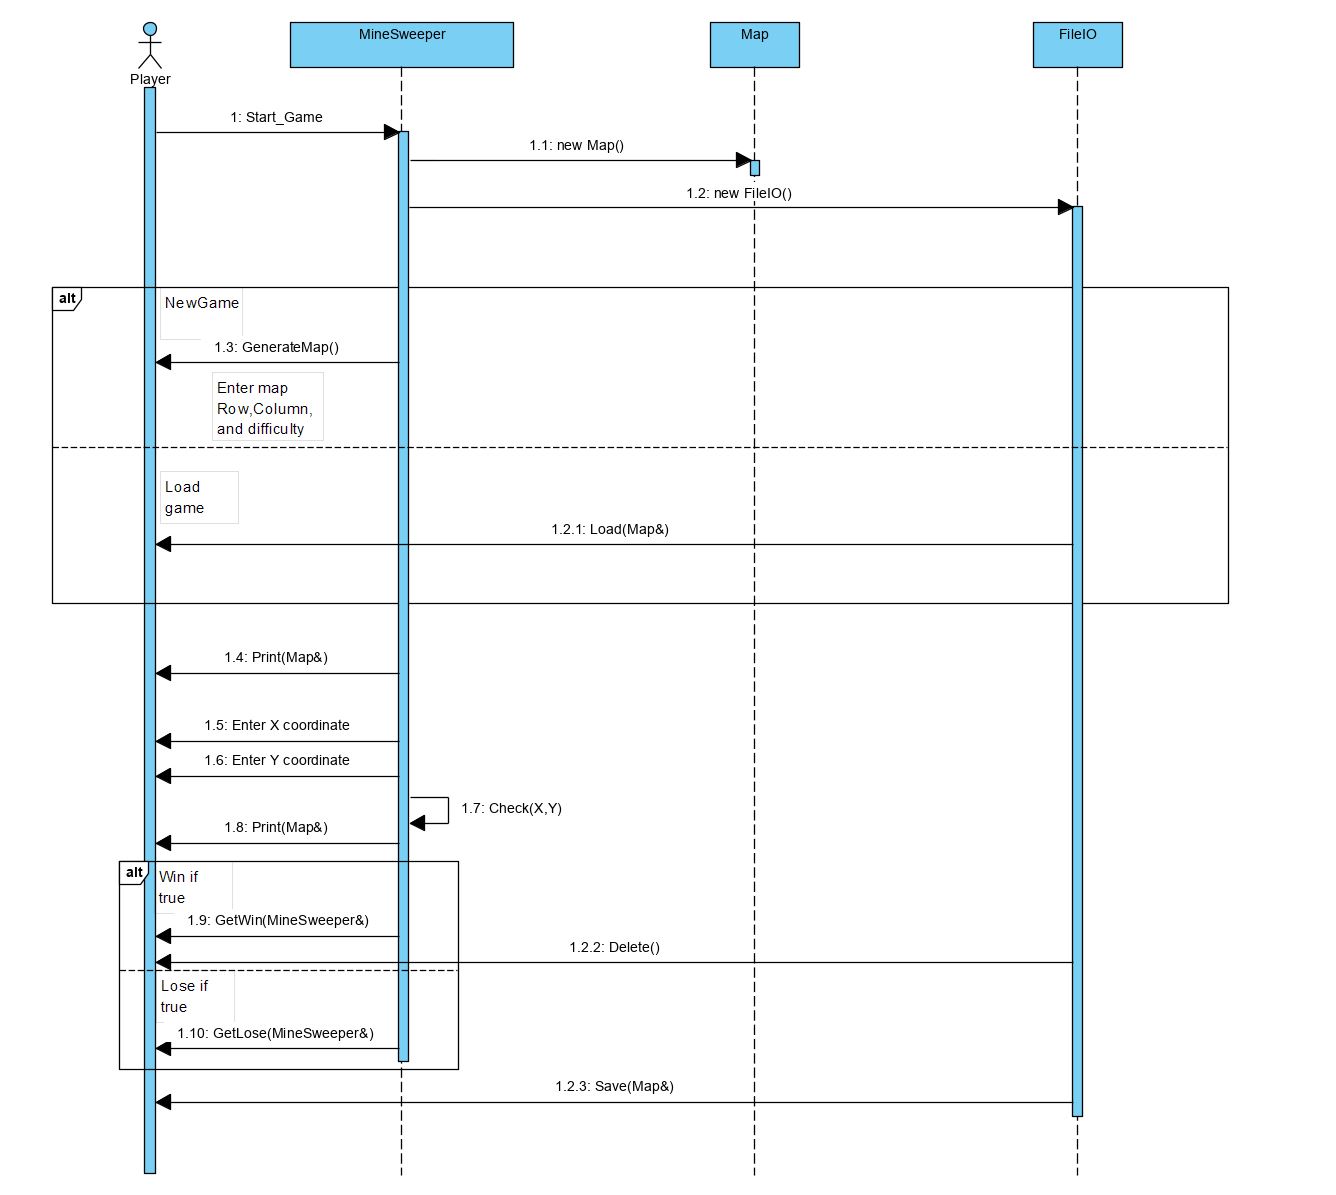 Player
MineSweeper
Map
FileIO
1: Start_Game
1.1: new Map()
1.2: new FileIO()
alt
NewGame
1.3: GenerateMap()
Enter map
Row,Column,
and difficulty
Load
game
1.2.1: Load(Map&)
1.4: Print(Map&)
1.5: Enter X coordinate
1.6: Enter Y coordinate
1.7: Check(X,Y)
1.8: Print(Map&)
alt
Win if
true
1.9: GetWin(MineSweeper&)
1.2.2: Delete()
Lose if
true
1.10: GetLose(MineSweeper&)
1.2.3: Save(Map&)